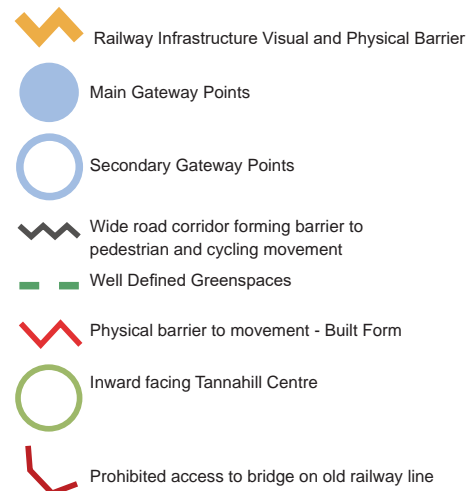 Railway Infrastructure Visual and Physical Barrier
Main Gateway Points
Secondary Gateway Points
Wide road corridor forming barrier to
pedestrian and cycling movement
Well Defined Greenspaces
Physical barrier to movement - Built Form
Inward facing Tannahill Centre
Prohibited access to bridge on old railway line